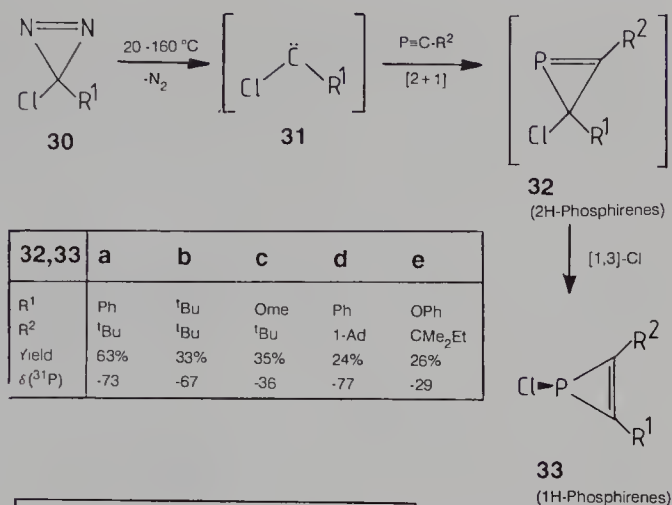 N=N
Cl R¹
30
20 -160 °C
-N₂
C̈
Cl R¹
31
P≡C-R²
[2 + 1]
P R²
Cl R¹
32
(2H-Phosphirenes)
[1,3]-Cl
32,33 a b c d e
R¹ Ph ᵗBu Ome Ph OPh
R² ᵗBu ᵗBu ᵗBu 1-Ad CMe₂Et
Yield 63% 33% 35% 24% 26%
δ(³¹P) -73 -67 -36 -77 -29
R²
Cl P
R¹
33
(1H-Phosphirenes)